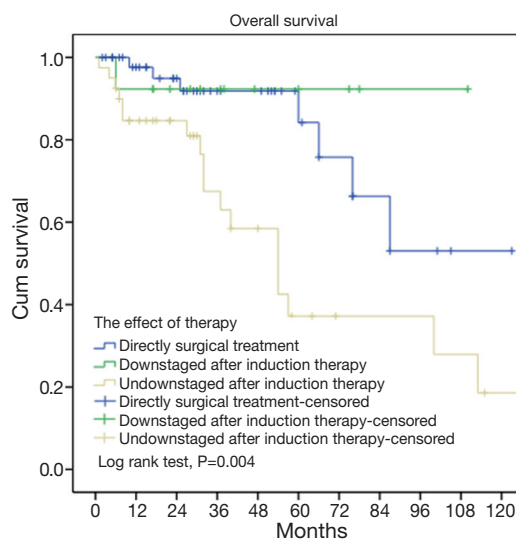 Overall survival
Cum survival
1.0
0.8
0.6
0.4
0.2
0.0
The effect of therapy
Directly surgical treatment
Downstaged after induction therapy
Undownstaged after induction therapy
Directly surgical treatment-censored
Downstaged after induction therapy-censored
Undownstaged after induction therapy-censored
Log rank test, P=0.004
0 12 24 36 48 60 72 84 96 108 120
Months